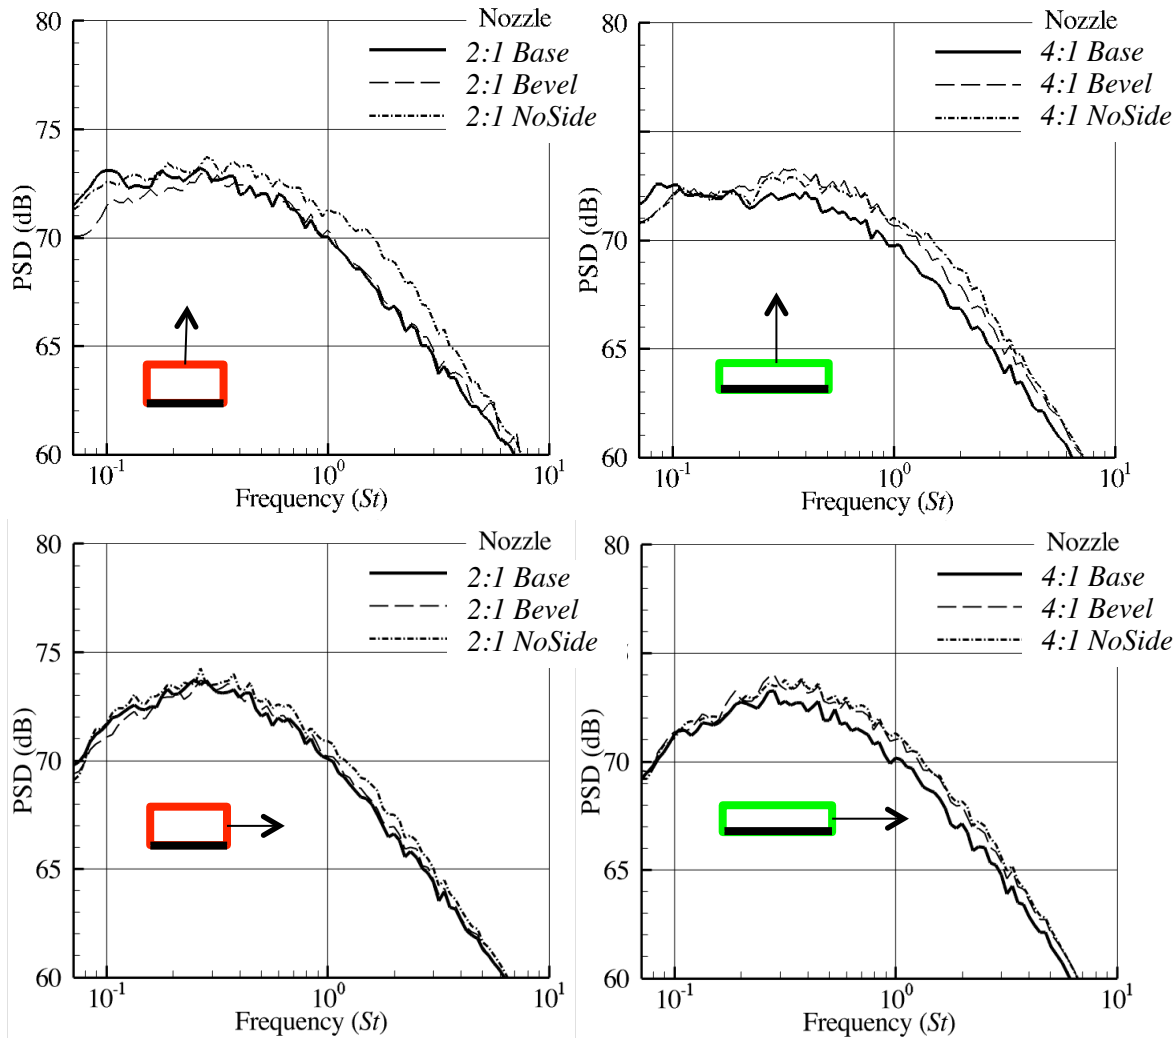 Nozzle
2:1 Base
2:1 Bevel
2:1 NoSide
80
75
70
65
60
PSD (dB)
10-1
100
101
Frequency (St)
Nozzle
4:1 Base
4:1 Bevel
4:1 NoSide
80
75
70
65
60
PSD (dB)
10-1
100
101
Frequency (St)
Nozzle
2:1 Base
2:1 Bevel
2:1 NoSide
80
75
70
65
60
PSD (dB)
10-1
100
101
Frequency (St)
Nozzle
4:1 Base
4:1 Bevel
4:1 NoSide
80
75
70
65
60
PSD (dB)
10-1
100
101
Frequency (St)